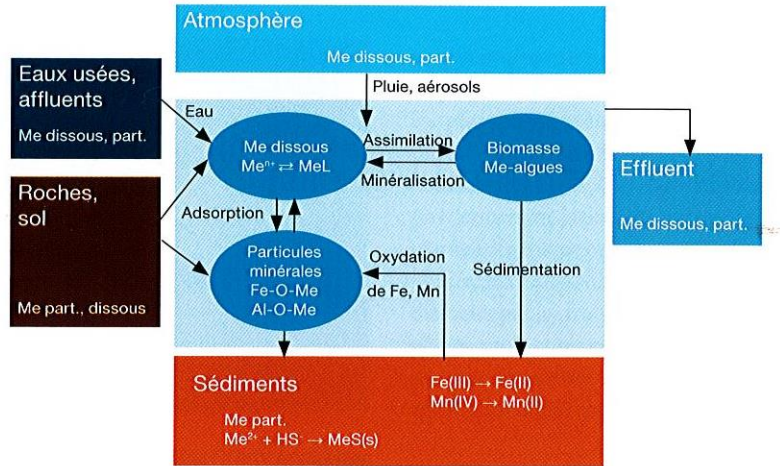 Atmosphère
Me dissous, part.
Eaux usées,
affluents
Me dissous, part.
Pluie, aérosols
Eau
Me dissous
Meⁿ⁺ ⇄ MeL
Assimilation
Minéralisation
Biomasse
Me-algues
Effluent
Me dissous, part.
Roches,
sol
Me part., dissous
Adsorption
Particules
minérales
Fe-O-Me
Al-O-Me
Oxydation
de Fe, Mn
Sédimentation
Sédiments
Me part.
Me²⁺ + HS⁻ → MeS(s)
Fe(III) → Fe(II)
Mn(IV) → Mn(II)